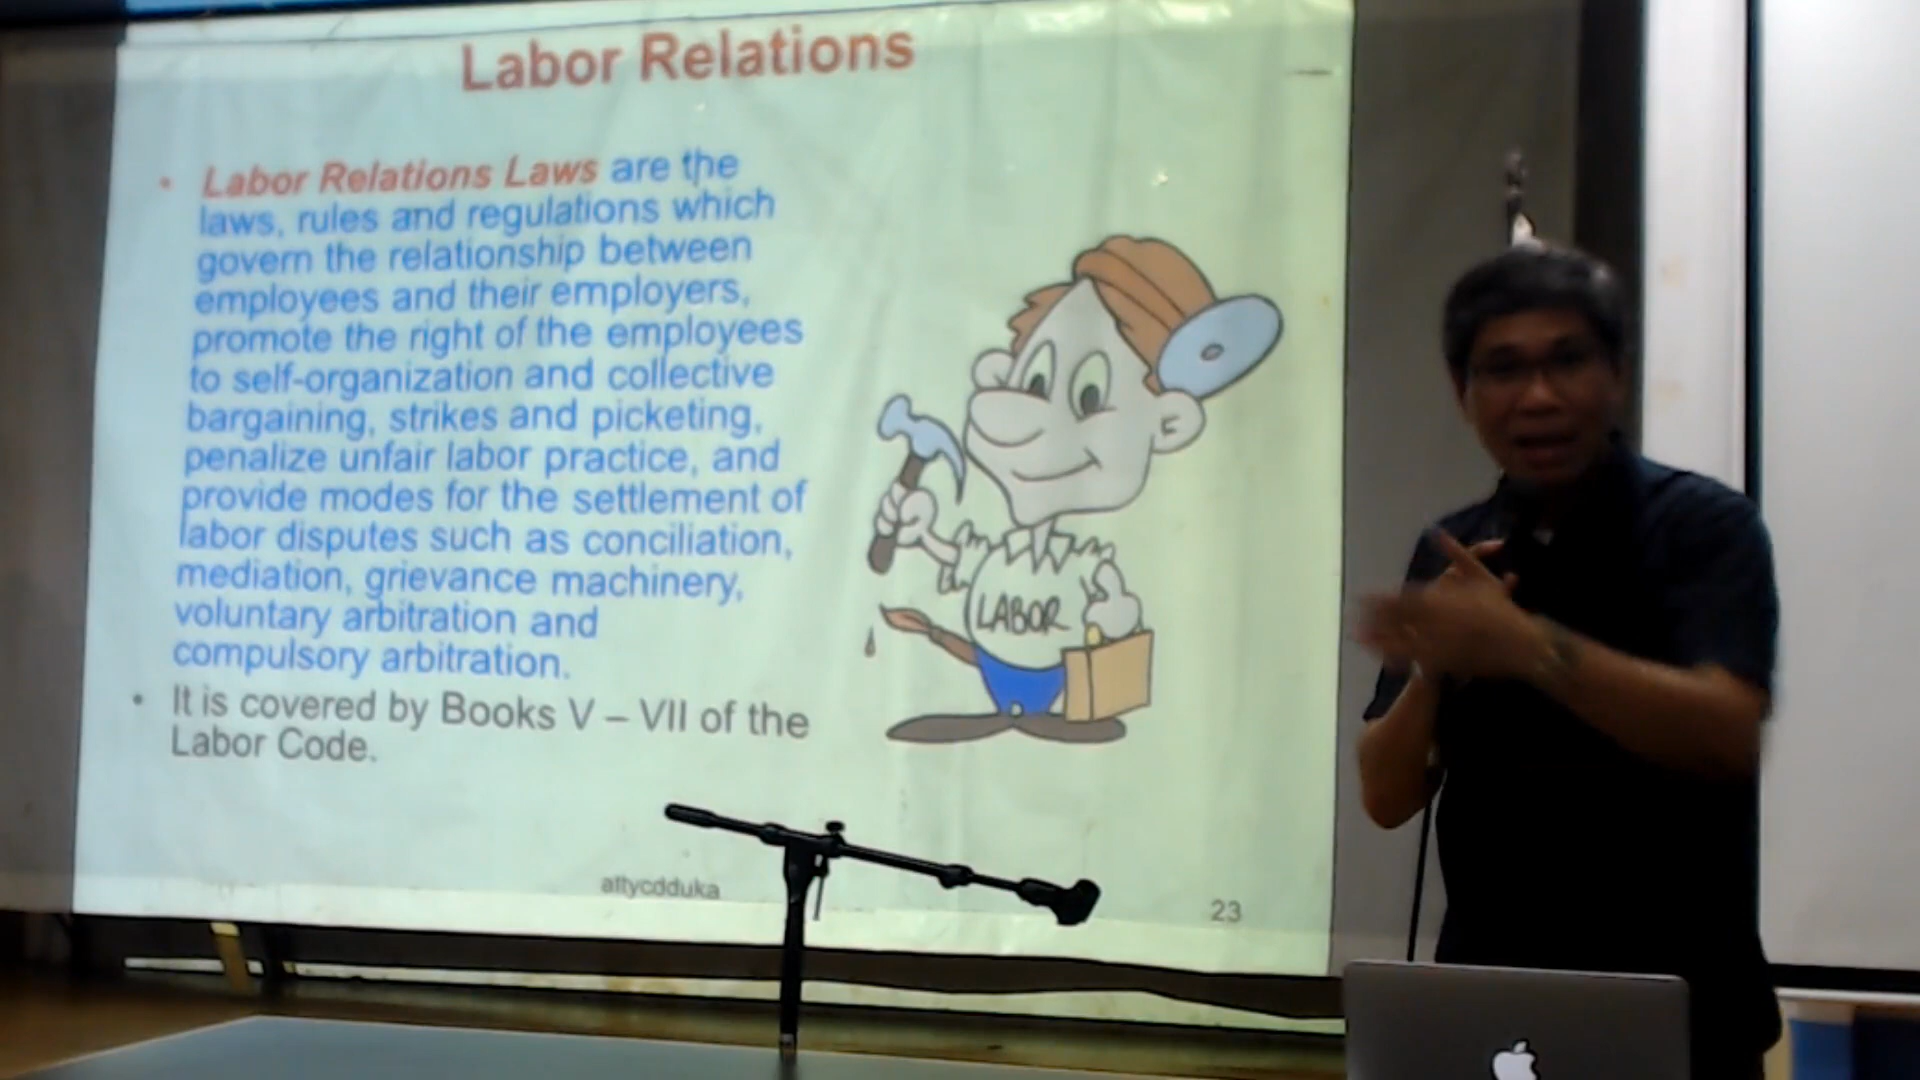 Labor Relations
• Labor Relations Laws are the
laws, rules and regulations which
govern the relationship between
employees and their employers,
promote the right of the employees
to self-organization and collective
bargaining, strikes and picketing,
penalize unfair labor practice, and
provide modes for the settlement of
labor disputes such as conciliation,
mediation, grievance machinery,
voluntary arbitration and
compulsory arbitration.
• It is covered by Books V – VII of the
Labor Code.
LABOR
attycdduka
23